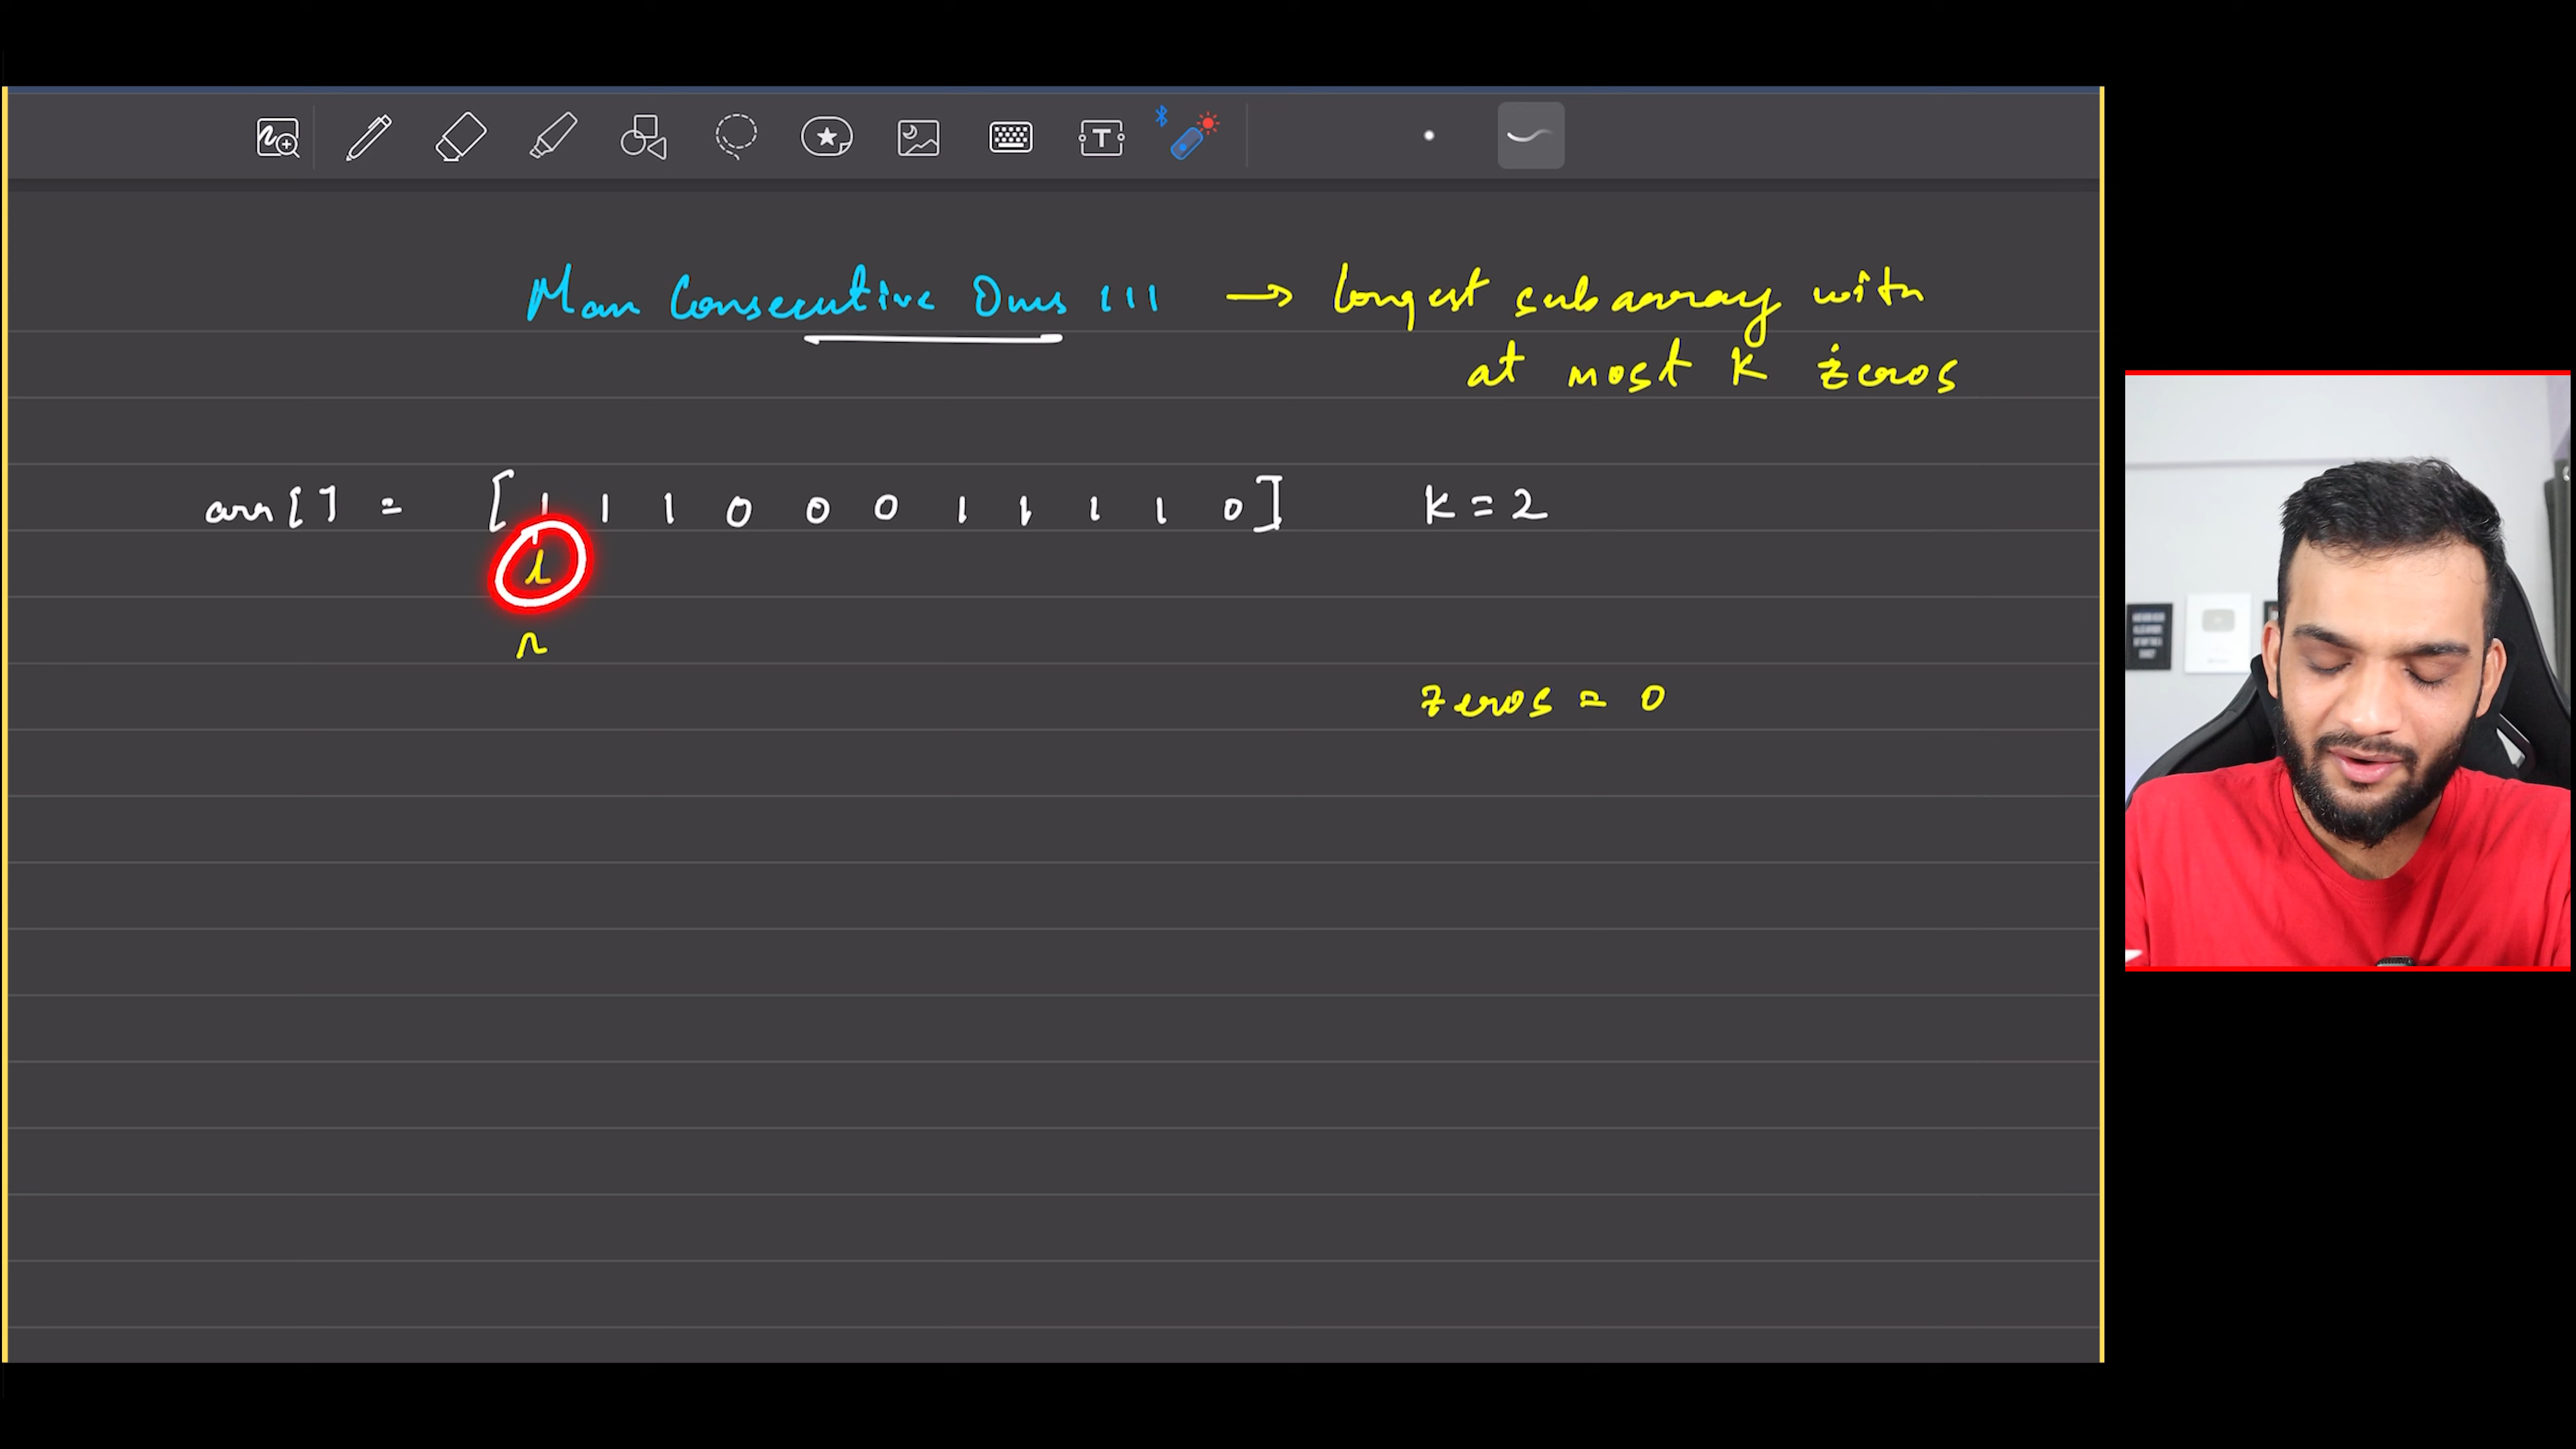 Max Consecutive Ones III → longest subarray with
at most K zeros
arr[] = [1 1 1 0 0 0 1 1 1 1 0] K = 2
l
r
zeros = 0